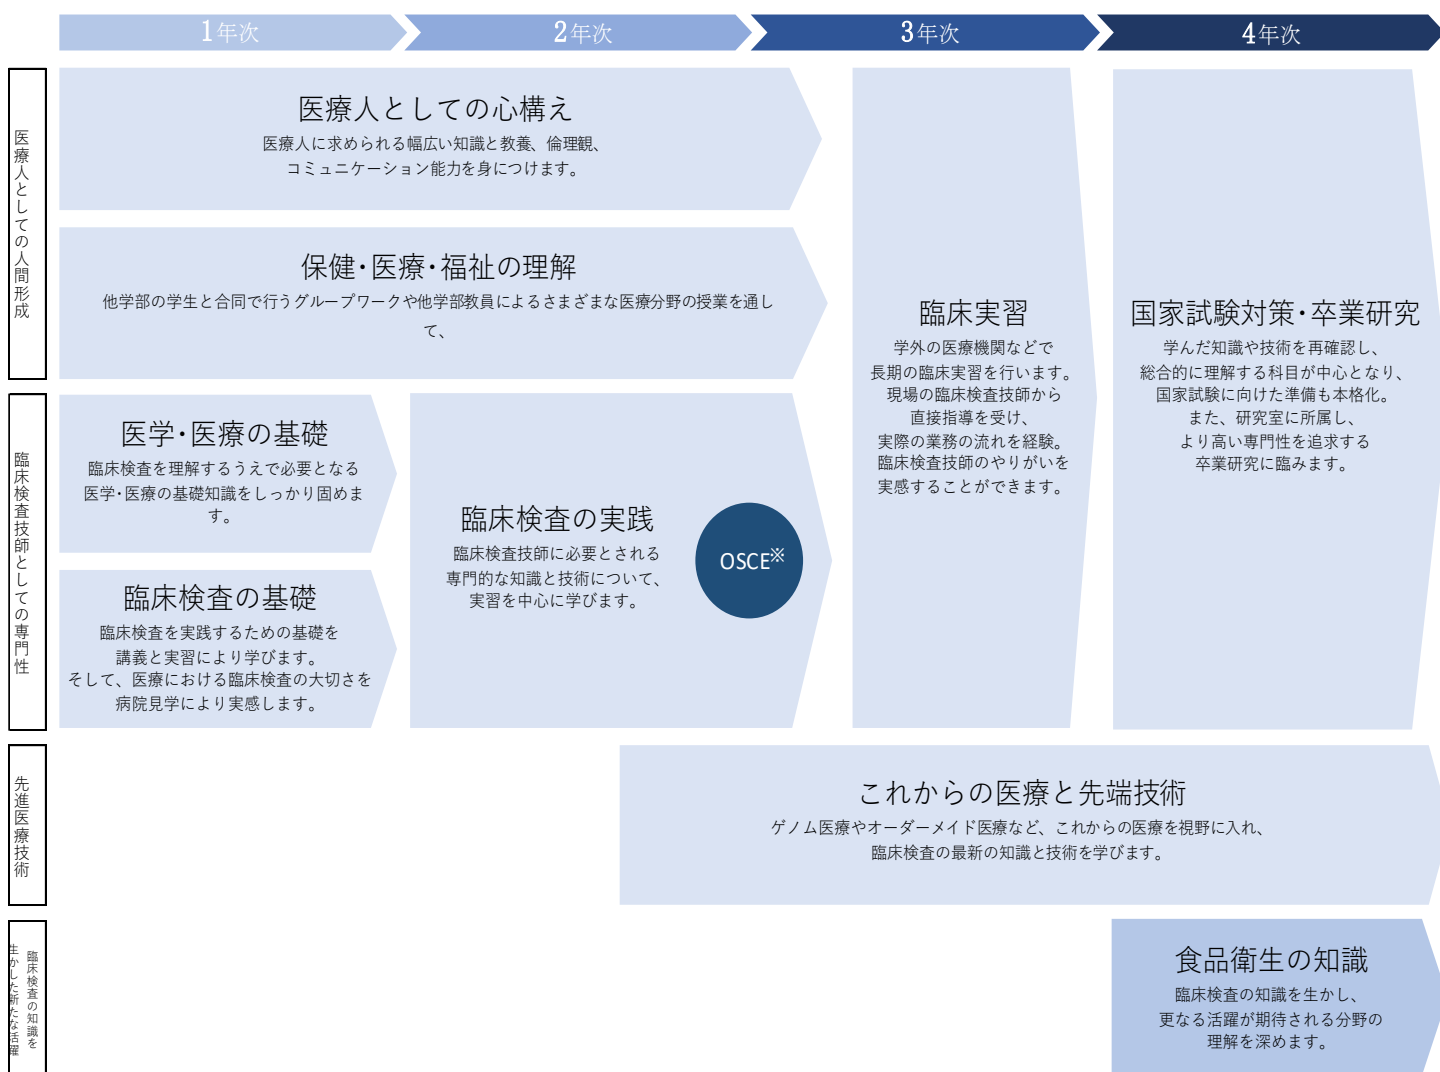 1年次
2年次
3年次
4年次
医療人としての人間形成
医療人としての心構え
医療人に求められる幅広い知識と教養、倫理観、
コミュニケーション能力を身につけます。
保健・医療・福祉の理解
他学部の学生と合同で行うグループワークや他学部教員によるさまざまな医療分野の授業を通し
て、
臨床検査技師としての専門性
医学・医療の基礎
臨床検査を理解するうえで必要となる
医学・医療の基礎知識をしっかり固めま
す。
臨床検査の基礎
臨床検査を実践するための基礎を
講義と実習により学びます。
そして、医療における臨床検査の大切さを
病院見学により実感します。
臨床検査の実践
臨床検査技師に必要とされる
専門的な知識と技術について、
実習を中心に学びます。
OSCE※
臨床実習
学外の医療機関などで
長期の臨床実習を行います。
現場の臨床検査技師から
直接指導を受け、
実際の業務の流れを経験。
臨床検査技師のやりがいを
実感することができます。
国家試験対策・卒業研究
学んだ知識や技術を再確認し、
総合的に理解する科目が中心となり、
国家試験に向けた準備も本格化。
また、研究室に所属し、
より高い専門性を追求する
卒業研究に臨みます。
先進医療技術
これからの医療と先端技術
ゲノム医療やオーダーメイド医療など、これからの医療を視野に入れ、
臨床検査の最新の知識と技術を学びます。
臨床検査の知識を
生かした新たな活躍
食品衛生の知識
臨床検査の知識を生かし、
更なる活躍が期待される分野の
理解を深めます。